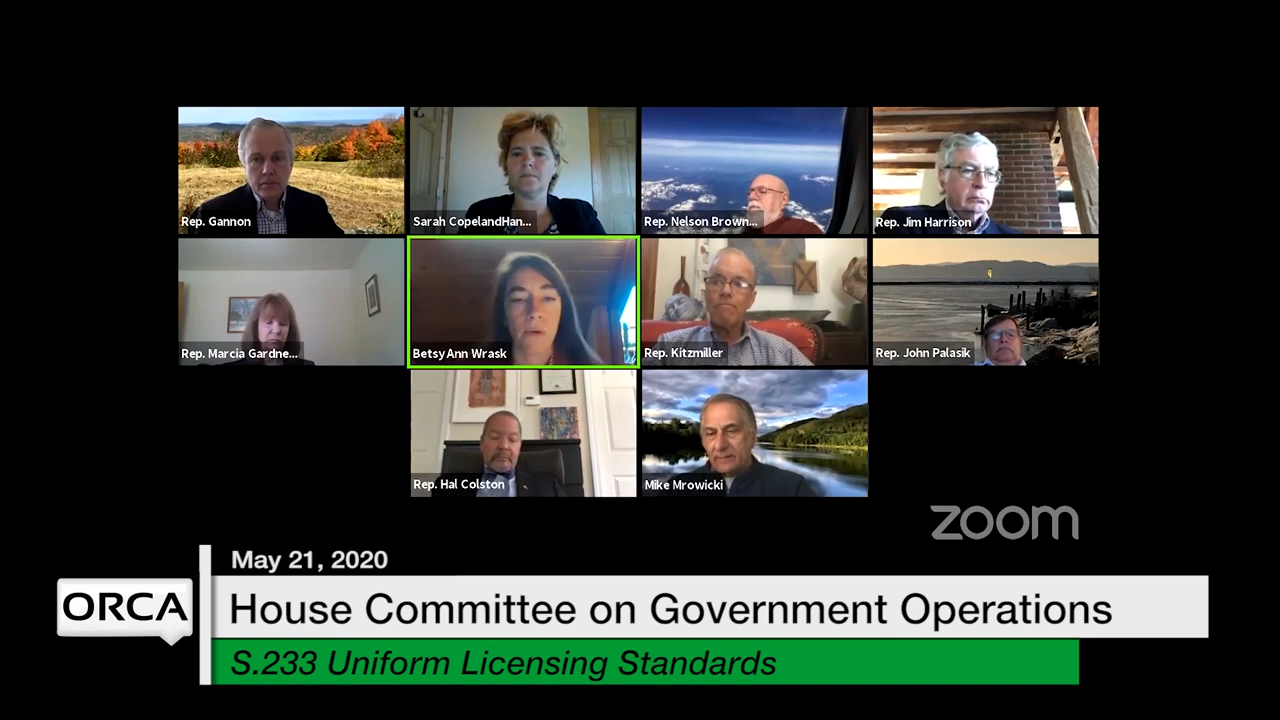 Rep. Gannon
Sarah CopelandHan...
Rep. Nelson Brown...
Rep. Jim Harrison
Rep. Marcia Gardne...
Betsy Ann Wrask
Rep. Kitzmiller
Rep. John Palasik
Rep. Hal Colston
Mike Mrowicki
zoom
May 21, 2020
ORCA
House Committee on Government Operations
S.233 Uniform Licensing Standards